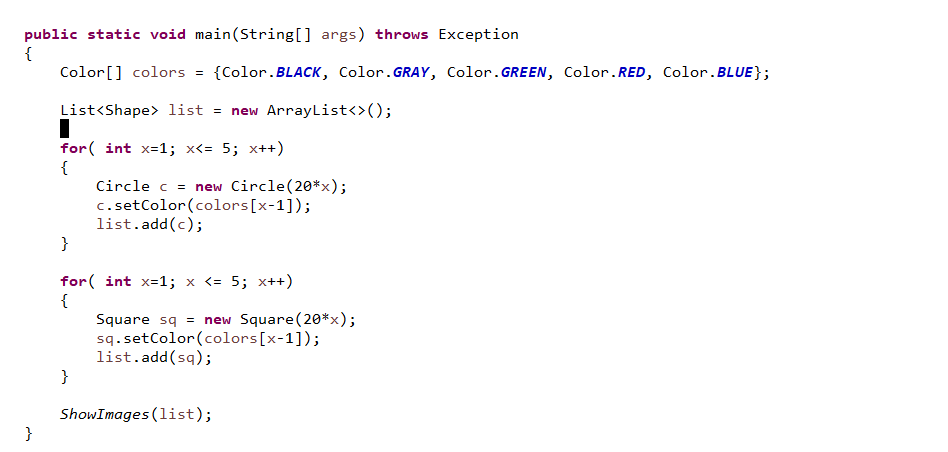 public static void main(String[] args) throws Exception
{
    Color[] colors = {Color.BLACK, Color.GRAY, Color.GREEN, Color.RED, Color.BLUE};
    List<Shape> list = new ArrayList<>();
    for( int x=1; x<= 5; x++)
    {
        Circle c = new Circle(20*x);
        c.setColor(colors[x-1]);
        list.add(c);
    }
    for( int x=1; x <= 5; x++)
    {
        Square sq = new Square(20*x);
        sq.setColor(colors[x-1]);
        list.add(sq);
    }
    ShowImages(list);
}